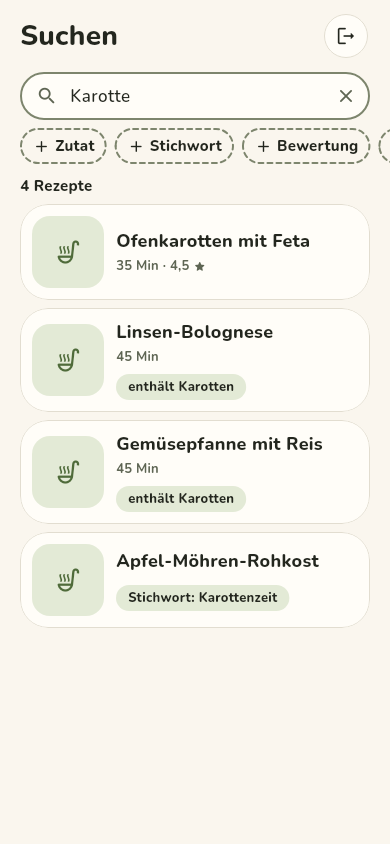 Suchen
Karotte
+ Zutat
+ Stichwort
+ Bewertung
4 Rezepte
Ofenkarotten mit Feta
35 Min · 4,5 ★
Linsen-Bolognese
45 Min
enthält Karotten
Gemüsepfanne mit Reis
45 Min
enthält Karotten
Apfel-Möhren-Rohkost
Stichwort: Karottenzeit